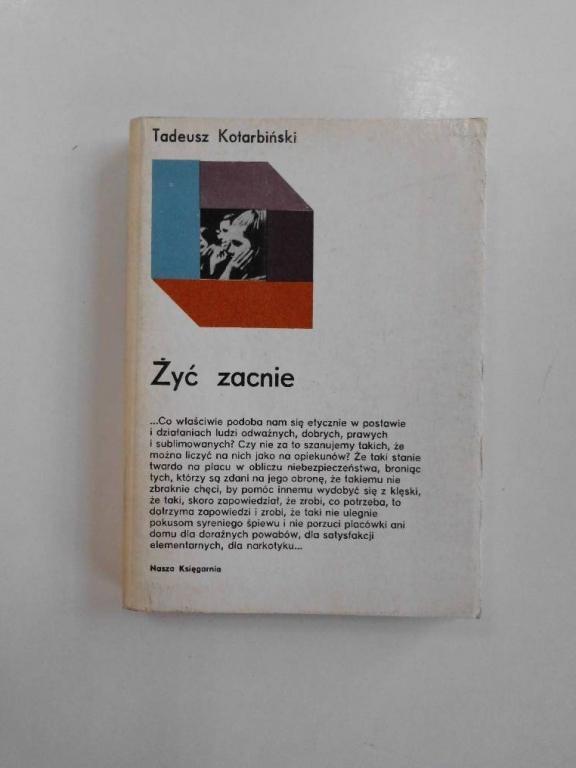 Tadeusz Kotarbiński
Żyć zacnie
...Co właściwie podoba nam się etycznie w postawie
i działaniach ludzi odważnych, dobrych, prawych
i sublimowanych? Czy nie za to szanujemy takich, że
można liczyć na nich jako na opiekunów? Że taki stanie
twardo na placu w obliczu niebezpieczeństwa, broniąc
tych, którzy są zdani na jego obronę, że takiemu nie
zbraknie chęci, by pomóc innemu wydobyć się z klęski,
że taki, skoro zapowiedział, że zrobi, co potrzeba, to
dotrzyma zapowiedzi i zrobi, że taki nie ulegnie
pokusom syreniego śpiewu i nie porzuci placówki ani
domu dla doraźnych powabów, dla satysfakcji
elementarnych, dla narkotyku...
Nasza Księgarnia